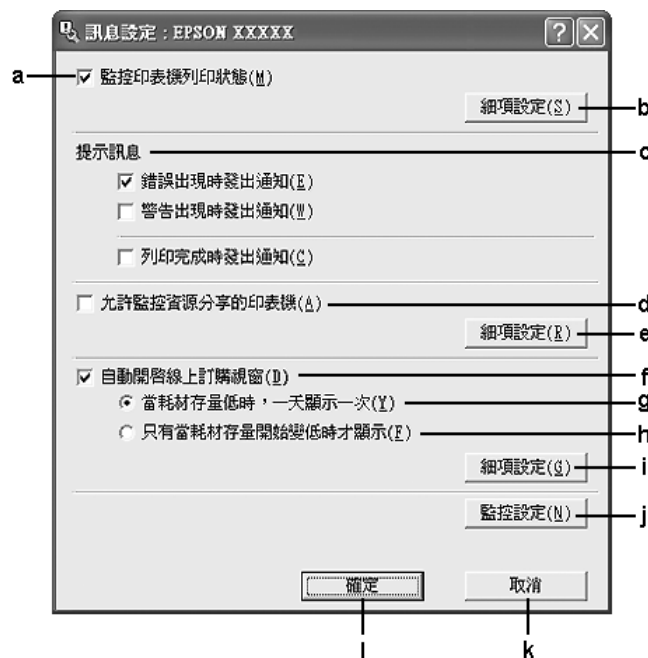 訊息設定：EPSON XXXXX
a 監控印表機列印狀態(M)
細項設定(S) b
提示訊息 c
錯誤出現時發出通知(E)
警告出現時發出通知(W)
列印完成時發出通知(C)
允許監控資源分享的印表機(A) d
細項設定(R) e
自動開啓線上訂購視窗(D) f
當耗材存量低時，一天顯示一次(Y) g
只有當耗材存量開始變低時才顯示(F) h
細項設定(G) i
監控設定(N) j
確定 取消
l k